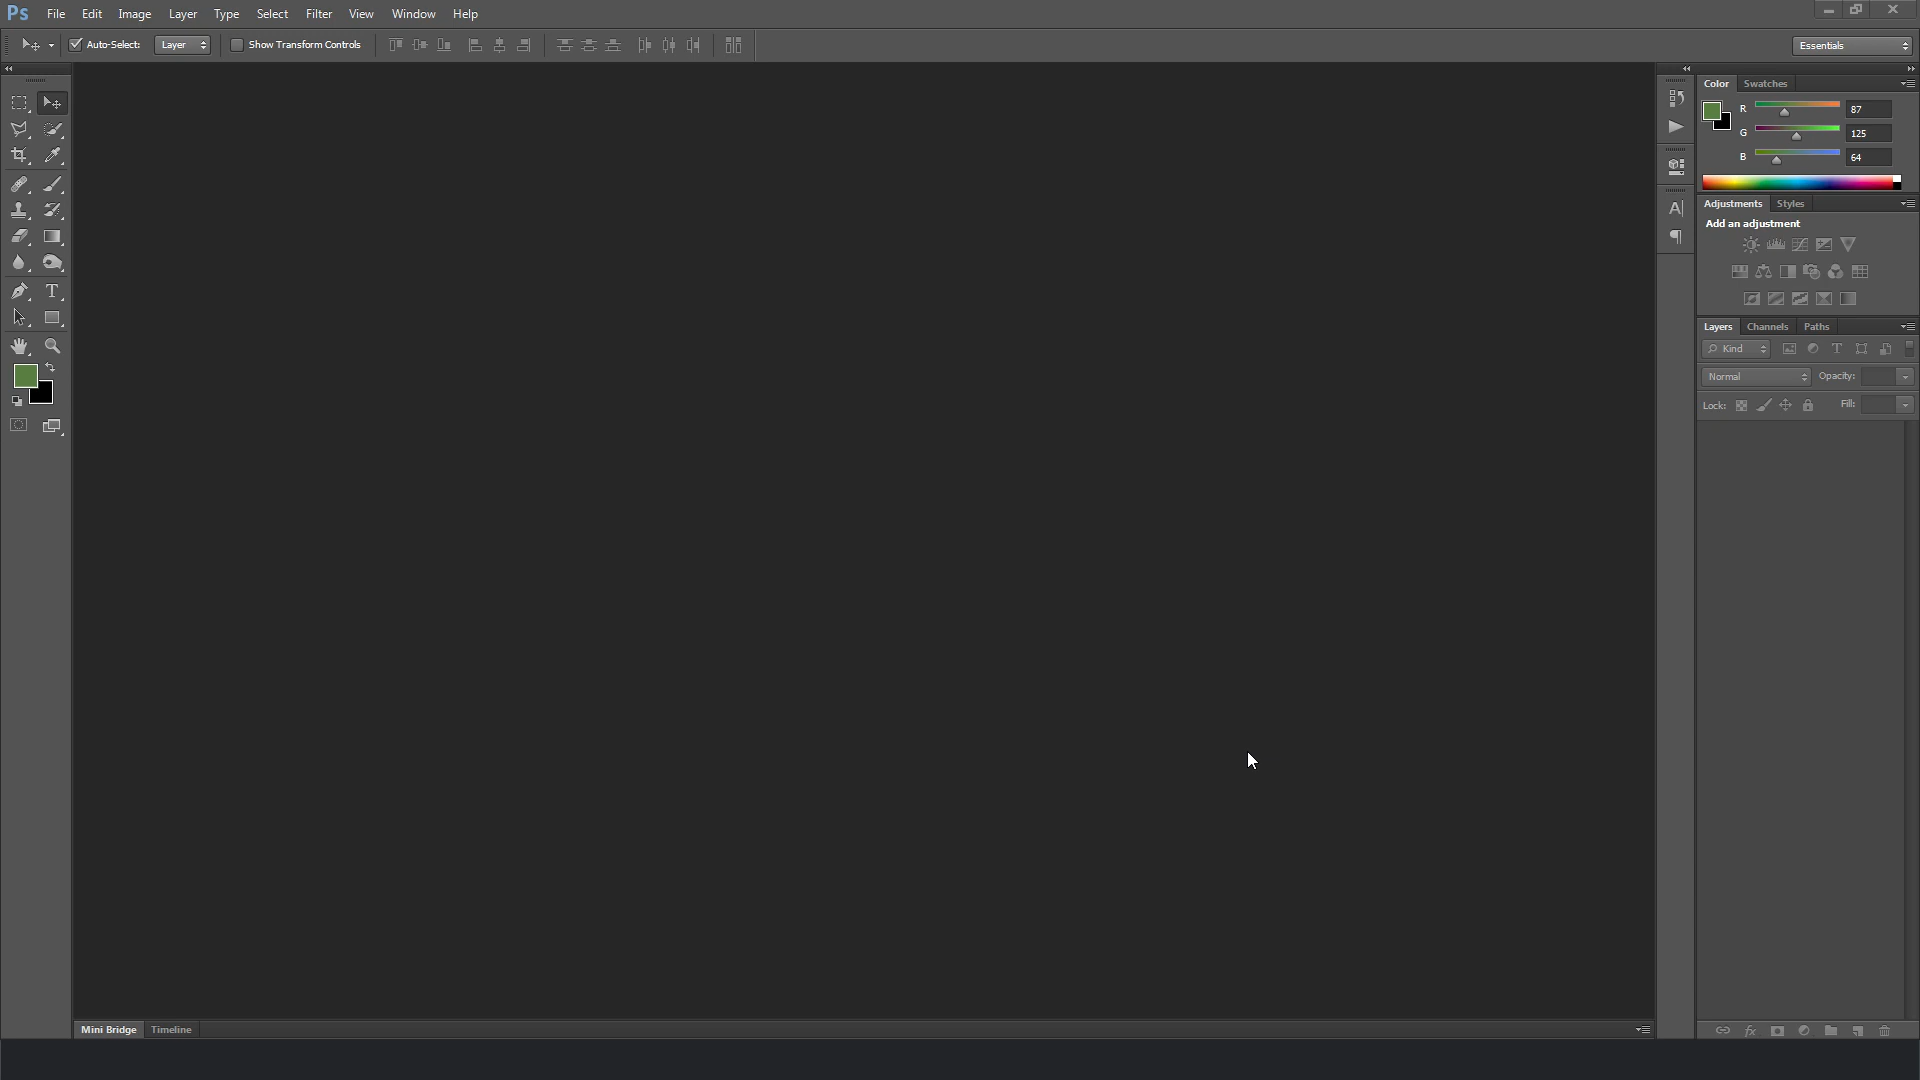 Ps File Edit Image Layer Type Select Filter View Window Help
Auto-Select: Layer Show Transform Controls Essentials
Color Swatches
R 87
G 125
B 64
Adjustments Styles
Add an adjustment
Layers Channels Paths
Kind
Normal Opacity:
Lock: Fill:
Mini Bridge Timeline